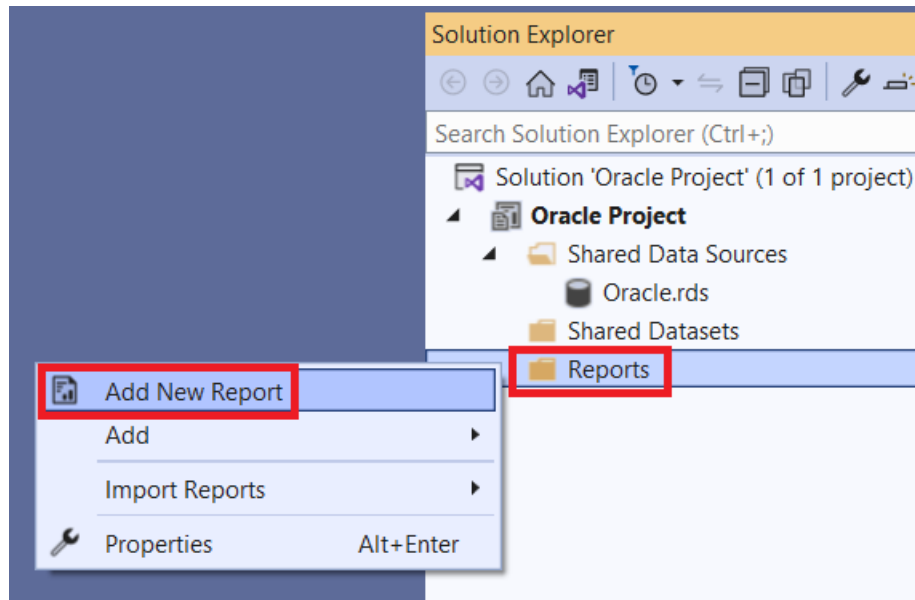 Solution Explorer
Search Solution Explorer (Ctrl+;)
Solution 'Oracle Project' (1 of 1 project)
Oracle Project
Shared Data Sources
Oracle.rds
Shared Datasets
Reports
Add New Report
Add
Import Reports
Properties Alt+Enter